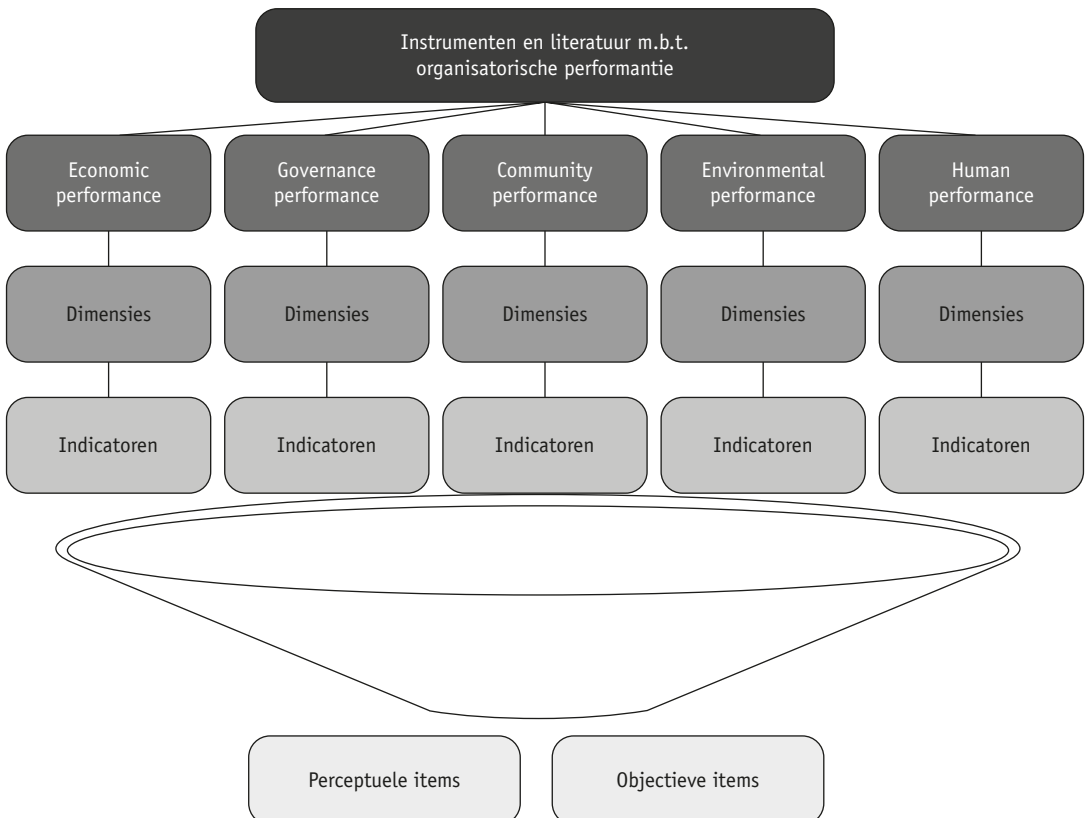 Instrumenten en literatuur m.b.t.
organisatorische performantie
Economic
performance
Governance
performance
Community
performance
Environmental
performance
Human
performance
Dimensies
Dimensies
Dimensies
Dimensies
Dimensies
Indicatoren
Indicatoren
Indicatoren
Indicatoren
Indicatoren
Perceptuele items
Objectieve items